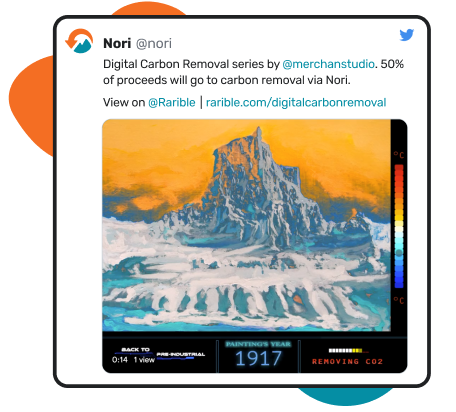 Nori @nori
Digital Carbon Removal series by @merchanstudio. 50%
of proceeds will go to carbon removal via Nori.
View on @Rarible | rarible.com/digitalcarbonremoval
°C
°C
BACK TO
PRE-INDUSTRIAL
0:14 1 view
PAINTING'S YEAR
1917
REMOVING CO2